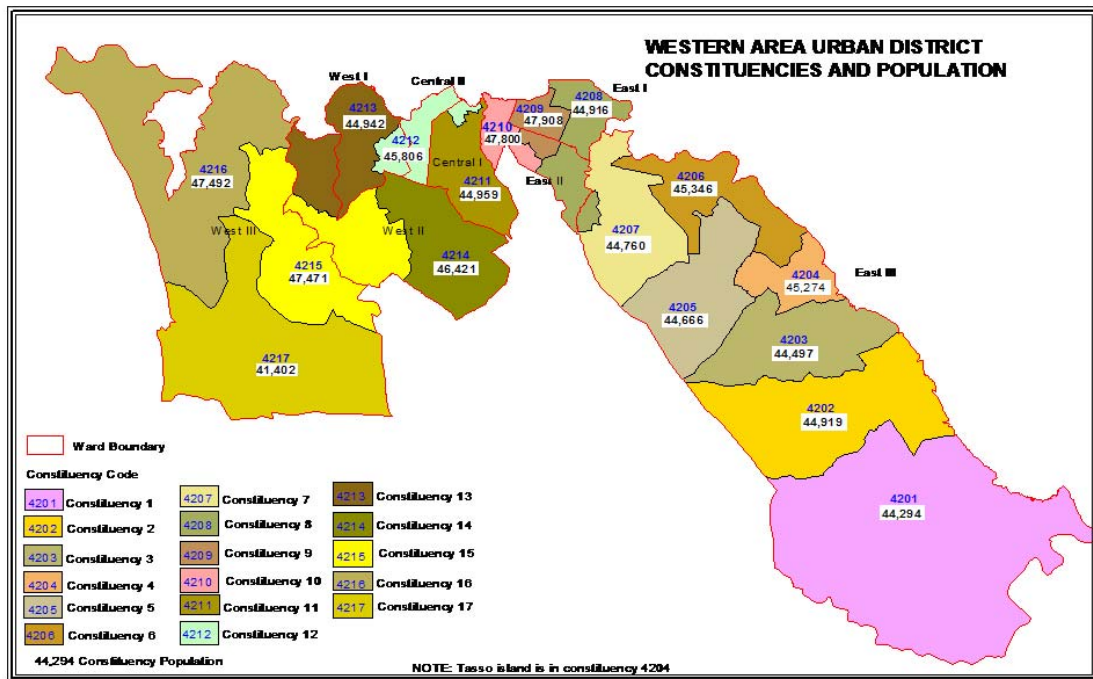 WESTERN AREA URBAN DISTRICT
CONSTITUENCIES AND POPULATION
West I
Central II
East I
4213
44,942
4212
45,806
4210
47,800
4209
47,908
4208
44,916
4216
47,492
Central I
4211
44,959
East II
4206
45,346
West III
West II
4207
44,760
4214
46,421
4215
47,471
4204
45,274
East III
4205
44,666
4203
44,497
4217
41,402
4202
44,919
4201
44,294
Ward Boundary
Constituency Code
4201 Constituency 1
4202 Constituency 2
4203 Constituency 3
4204 Constituency 4
4205 Constituency 5
4206 Constituency 6
4207 Constituency 7
4208 Constituency 8
4209 Constituency 9
4210 Constituency 10
4211 Constituency 11
4212 Constituency 12
4213 Constituency 13
4214 Constituency 14
4215 Constituency 15
4216 Constituency 16
4217 Constituency 17
44,294 Constituency Population
NOTE: Tasso island is in constituency 4204